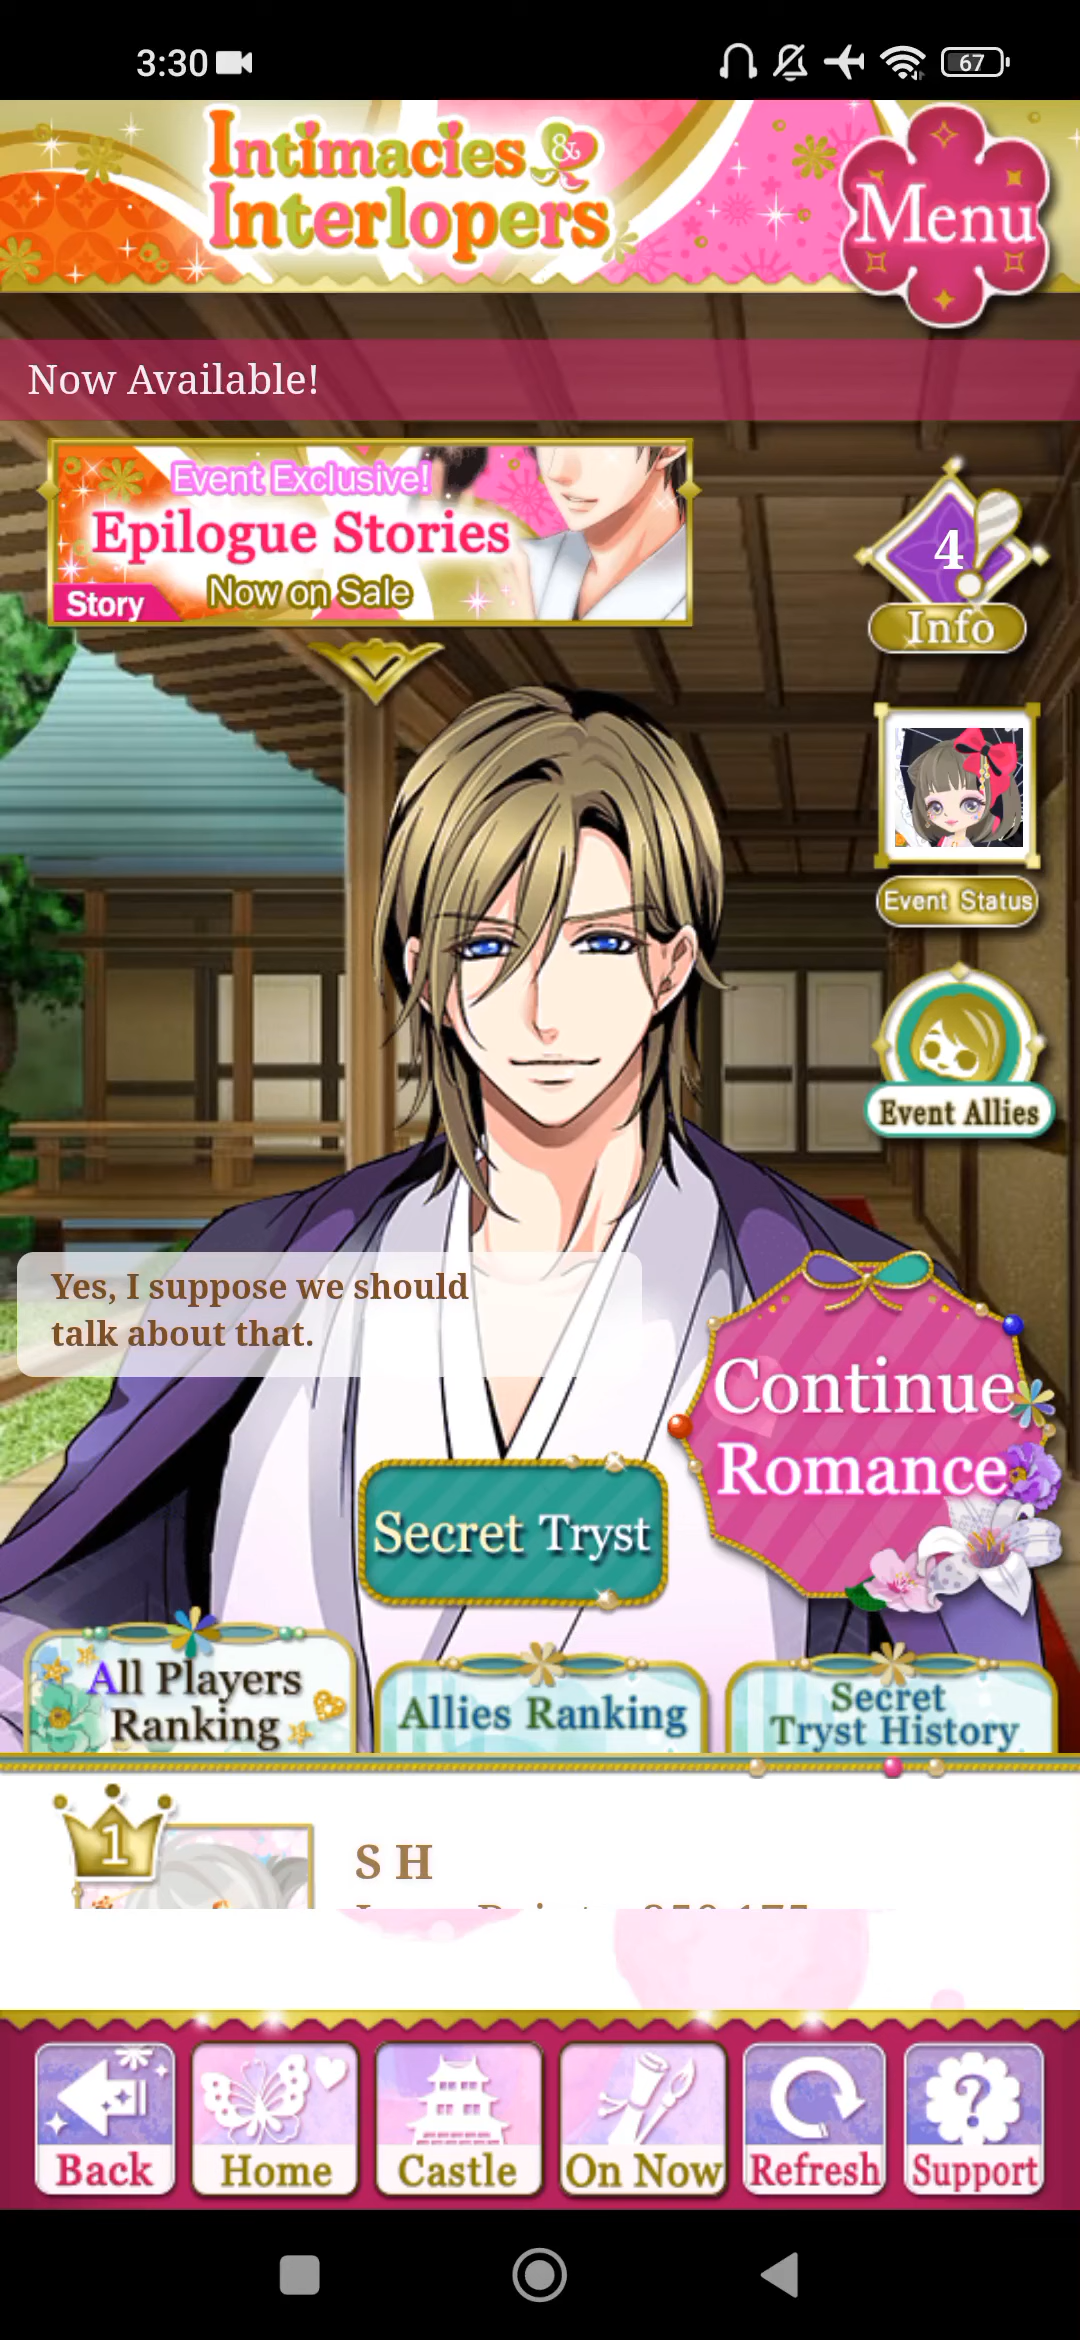 3:30
67
Intimacies &
Interlopers
Menu
Now Available!
Event Exclusive!
Epilogue Stories
Now on Sale
Story
4
Info
Event Status
Event Allies
Yes, I suppose we should
talk about that.
Continue
Romance
Secret Tryst
All Players
Ranking
Allies Ranking
Secret
Tryst History
1
S H
Back
Home
Castle
On Now
Refresh
Support